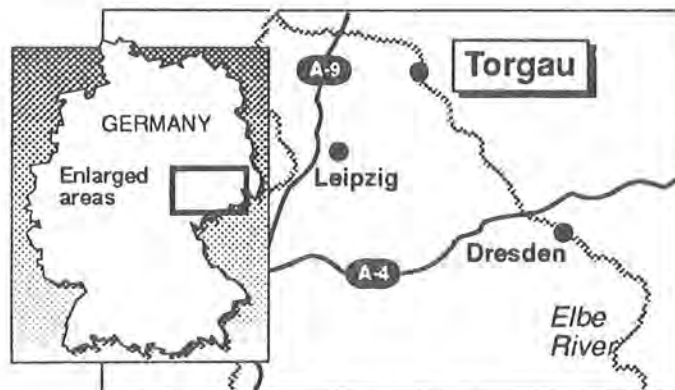 A-9
Torgau
GERMANY
Enlarged
areas
Leipzig
Dresden
A-4
Elbe
River